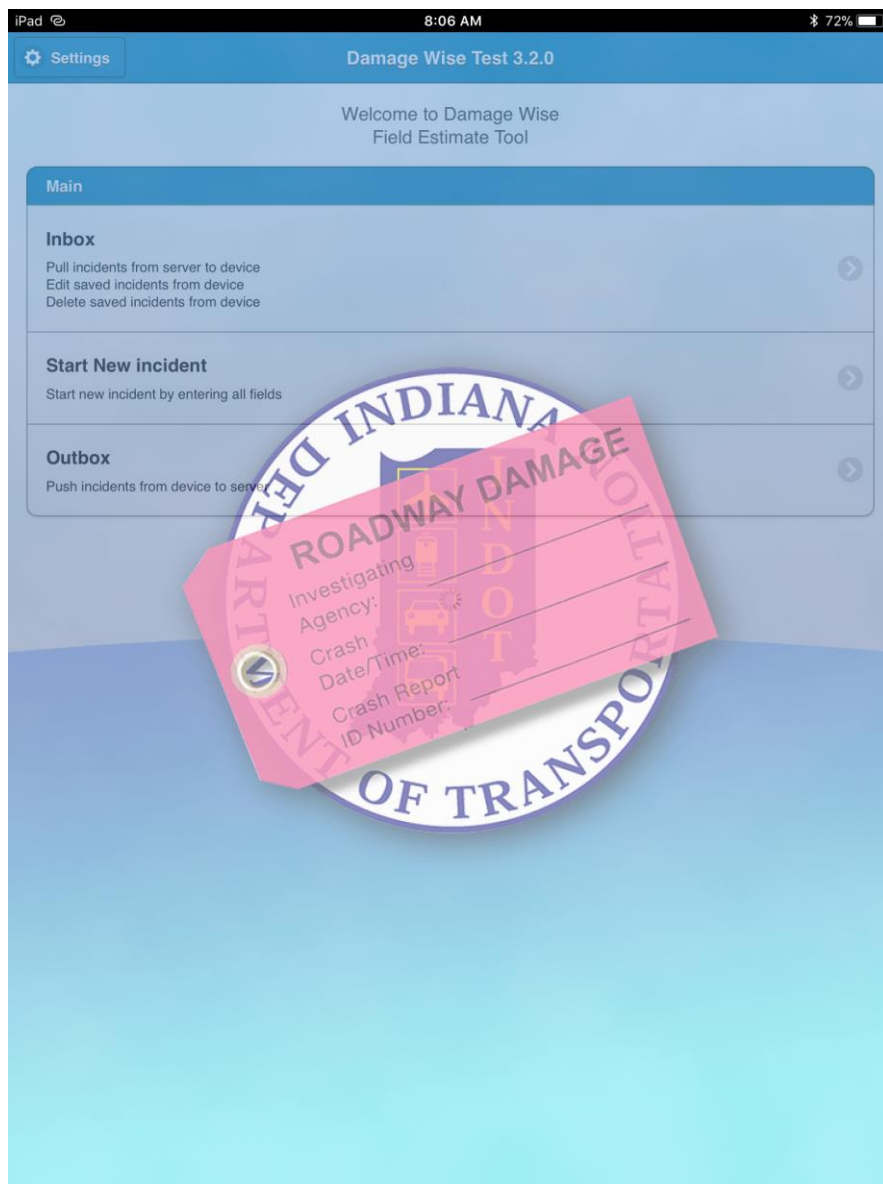 iPad 8:06 AM 72%
Settings Damage Wise Test 3.2.0
Welcome to Damage Wise
Field Estimate Tool
Main
Inbox
Pull incidents from server to device
Edit saved incidents from device
Delete saved incidents from device
Start New incident
Start new incident by entering all fields
Outbox
Push incidents from device to server
INDIANA
DEPARTMENT OF TRANSPORTATION
INDOT
ROADWAY DAMAGE
Investigating
Agency:
Crash
Date/Time:
Crash Report
ID Number: